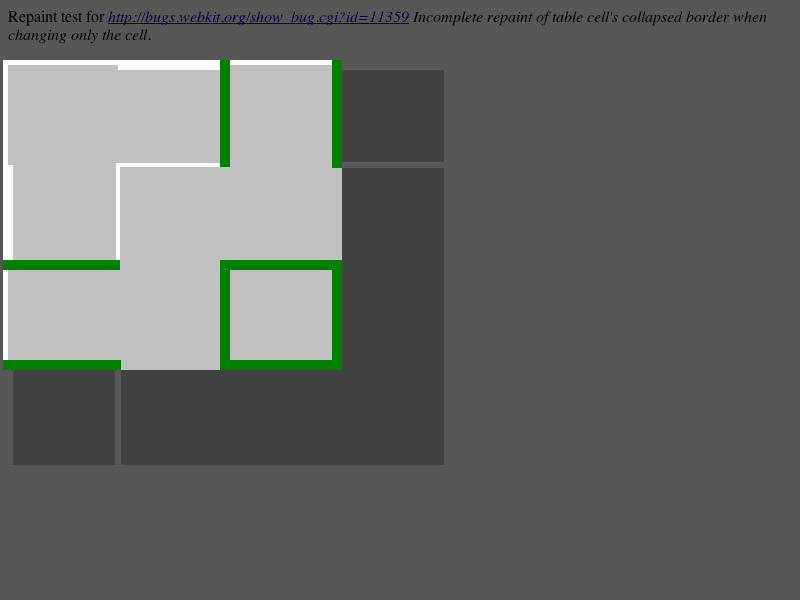 Repaint test for http://bugs.webkit.org/show_bug.cgi?id=11359 Incomplete repaint of table cell's collapsed border when
changing only the cell.